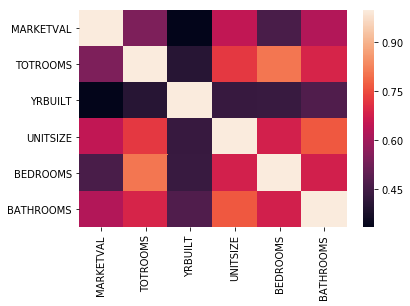 MARKETVAL
TOTROOMS
YRBUILT
UNITSIZE
BEDROOMS
BATHROOMS
0.90
0.75
0.60
0.45
MARKETVAL
TOTROOMS
YRBUILT
UNITSIZE
BEDROOMS
BATHROOMS